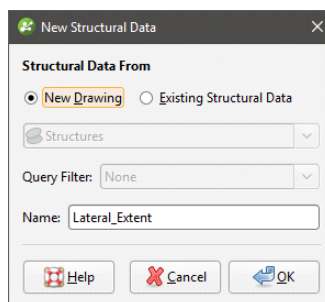 New Structural Data
Structural Data From
New Drawing Existing Structural Data
Structures
Query Filter: None
Name: Lateral_Extent
Help Cancel OK